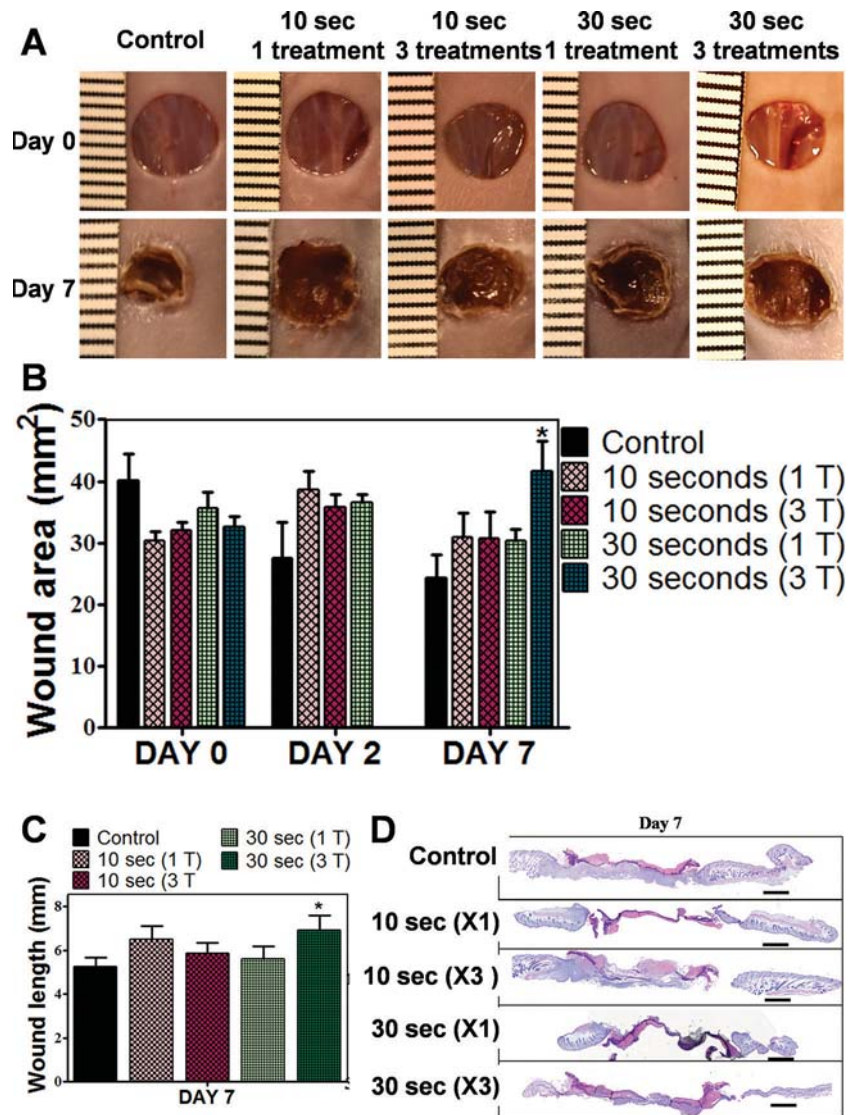 A
Control
10 sec
1 treatment
10 sec
3 treatments
30 sec
1 treatment
30 sec
3 treatments
Day 0
Day 7
B
Wound area (mm²)
50
40
30
20
10
0
DAY 0
DAY 2
DAY 7
*
Control
10 seconds (1 T)
10 seconds (3 T)
30 seconds (1 T)
30 seconds (3 T)
C
Control
10 sec (1 T)
10 sec (3 T
30 sec (1 T)
30 sec (3 T)
Wound length (mm)
8
6
4
2
0
*
DAY 7
D
Day 7
Control
10 sec (X1)
10 sec (X3 )
30 sec (X1)
30 sec (X3)